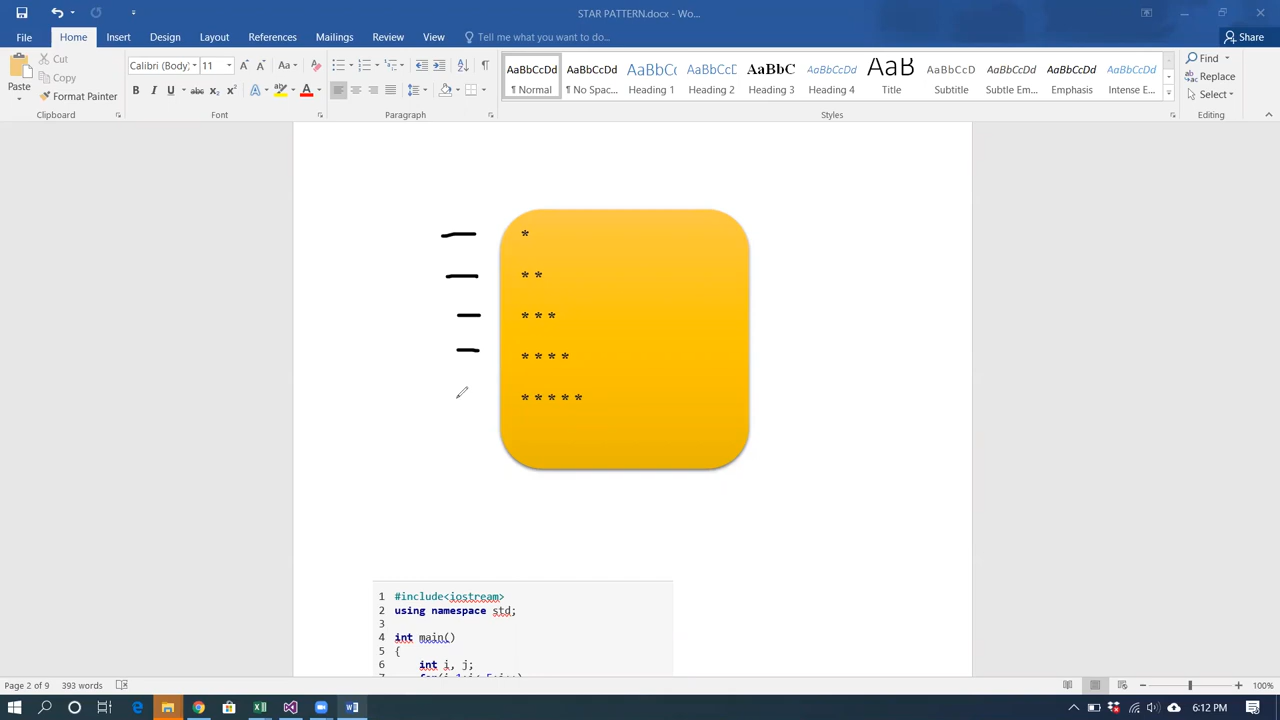 STAR PATTERN.docx - Wo...
File Home Insert Design Layout References Mailings Review View Tell me what you want to do... Share
Paste
Cut
Copy
Format Painter
Clipboard
Calibri (Body) 11
Font
Paragraph
AaBbCcDd
¶ Normal
AaBbCcDd
¶ No Spac...
AaBbCc
Heading 1
AaBbCcD
Heading 2
AaBbC
Heading 3
AaBbCcDd
Heading 4
AaB
Title
AaBbCcD
Subtitle
AaBbCcDd
Subtle Em...
AaBbCcDd
Emphasis
AaBbCcDd
Intense E...
Styles
Find
Replace
Select
Editing
*
* *
* * *
* * * *
* * * * *
1 #include<iostream>
2 using namespace std;
3
4 int main()
5 {
6 int i, j;
Page 2 of 9 393 words 100%
6:12 PM